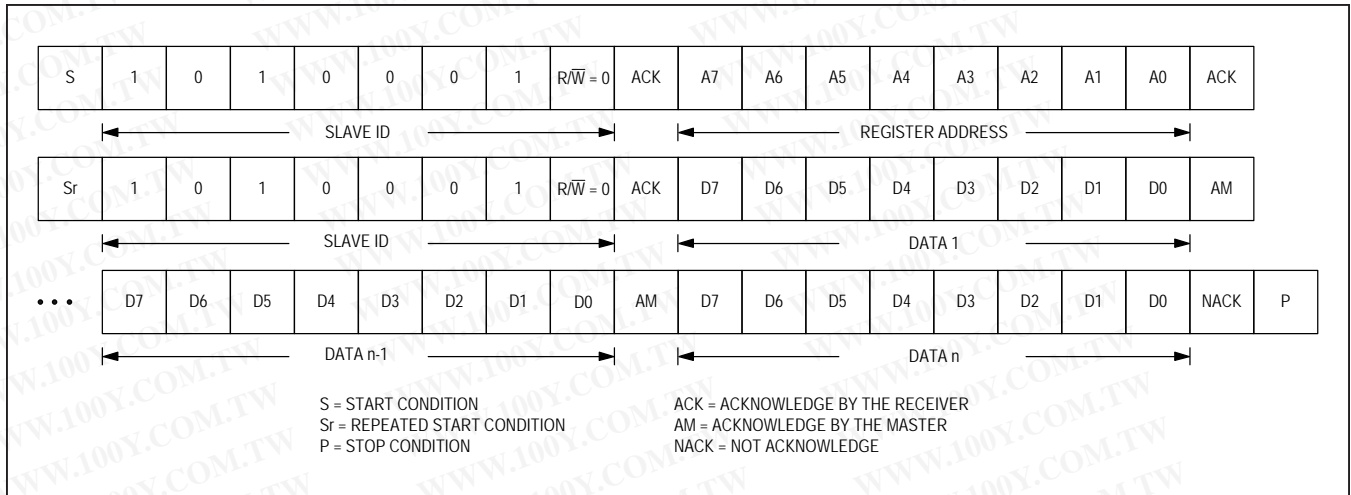 S 1 0 1 0 0 0 1 R/W̅ = 0 ACK A7 A6 A5 A4 A3 A2 A1 A0 ACK
SLAVE ID REGISTER ADDRESS
Sr 1 0 1 0 0 0 1 R/W̅ = 0 ACK D7 D6 D5 D4 D3 D2 D1 D0 AM
SLAVE ID DATA 1
• • • D7 D6 D5 D4 D3 D2 D1 D0 AM D7 D6 D5 D4 D3 D2 D1 D0 NACK P
DATA n-1 DATA n
S = START CONDITION
Sr = REPEATED START CONDITION
P = STOP CONDITION
ACK = ACKNOWLEDGE BY THE RECEIVER
AM = ACKNOWLEDGE BY THE MASTER
NACK = NOT ACKNOWLEDGE
WWW.100Y.COM.TW